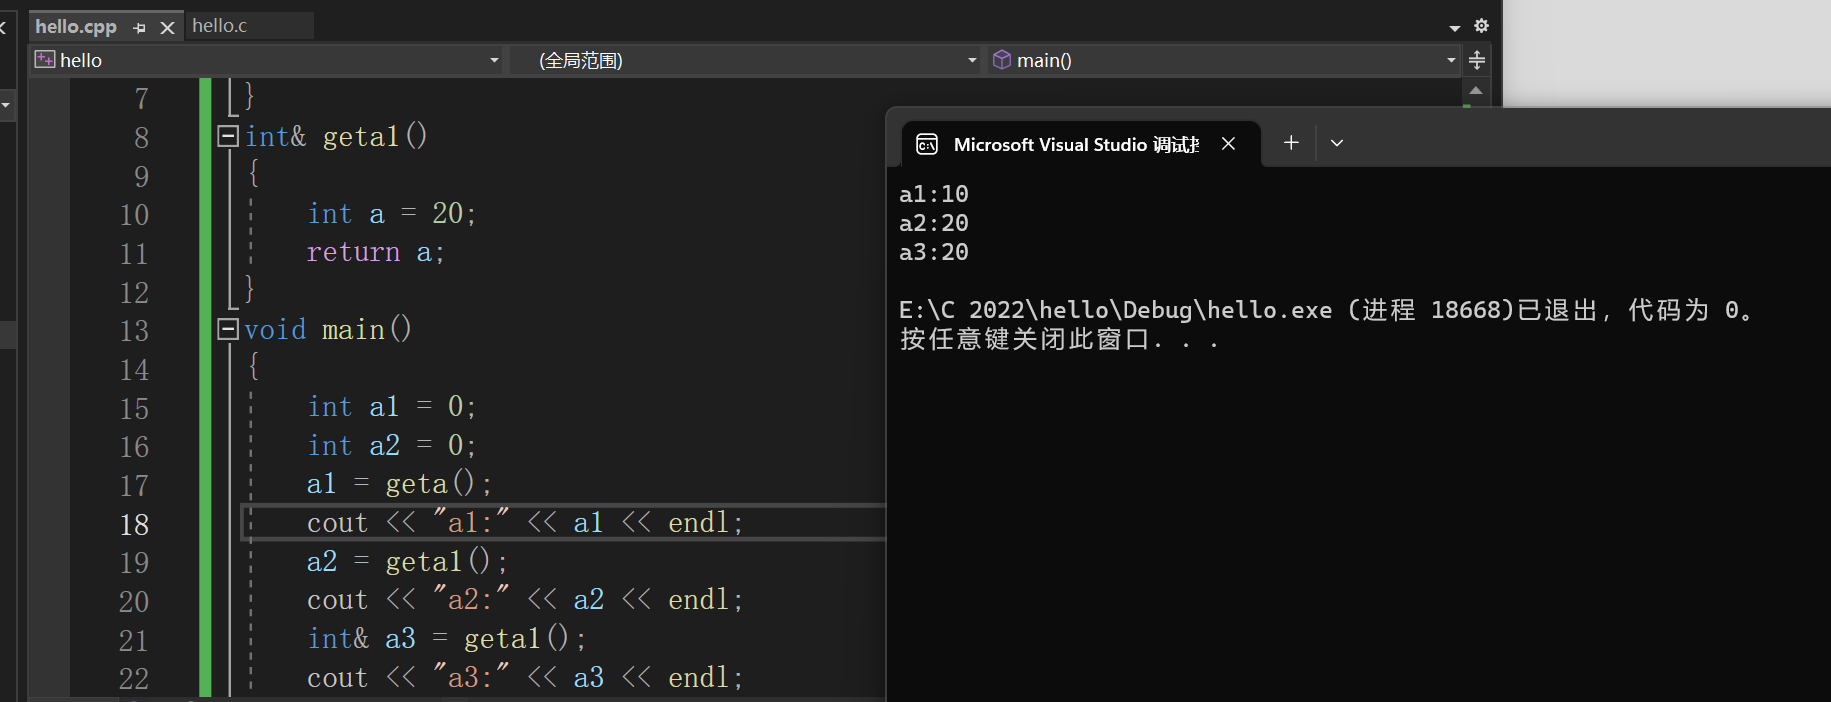 hello.cpp hello.c
hello (全局范围) main()
7 }
8 int& geta1()
9 {
10 int a = 20;
11 return a;
12 }
13 void main()
14 {
15 int a1 = 0;
16 int a2 = 0;
17 a1 = geta();
18 cout << "a1:" << a1 << endl;
19 a2 = geta1();
20 cout << "a2:" << a2 << endl;
21 int& a3 = geta1();
22 cout << "a3:" << a3 << endl;
Microsoft Visual Studio 调试
a1:10
a2:20
a3:20
E:\C 2022\hello\Debug\hello.exe (进程 18668)已退出，代码为 0。
按任意键关闭此窗口. . .